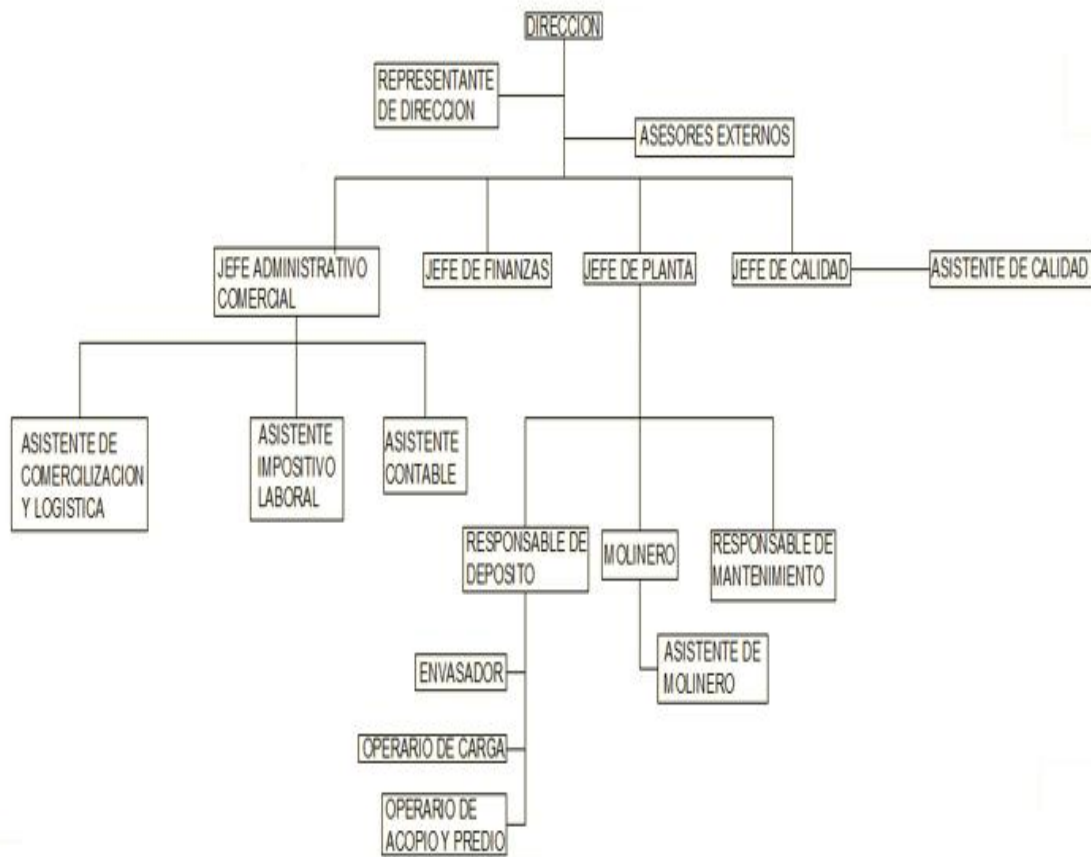 DIRECCION
REPRESENTANTE
DE DIRECCION
ASESORES EXTERNOS
JEFE ADMINISTRATIVO
COMERCIAL
JEFE DE FINANZAS
JEFE DE PLANTA
JEFE DE CALIDAD
ASISTENTE DE CALIDAD
ASISTENTE DE
COMERCILIZACION
Y LOGISTICA
ASISTENTE
IMPOSITIVO
LABORAL
ASISTENTE
CONTABLE
RESPONSABLE DE
DEPOSITO
MOLINERO
RESPONSABLE DE
MANTENIMIENTO
ENVASADOR
ASISTENTE DE
MOLINERO
OPERARIO DE CARGA
OPERARIO DE
ACOPIO Y PREDIO